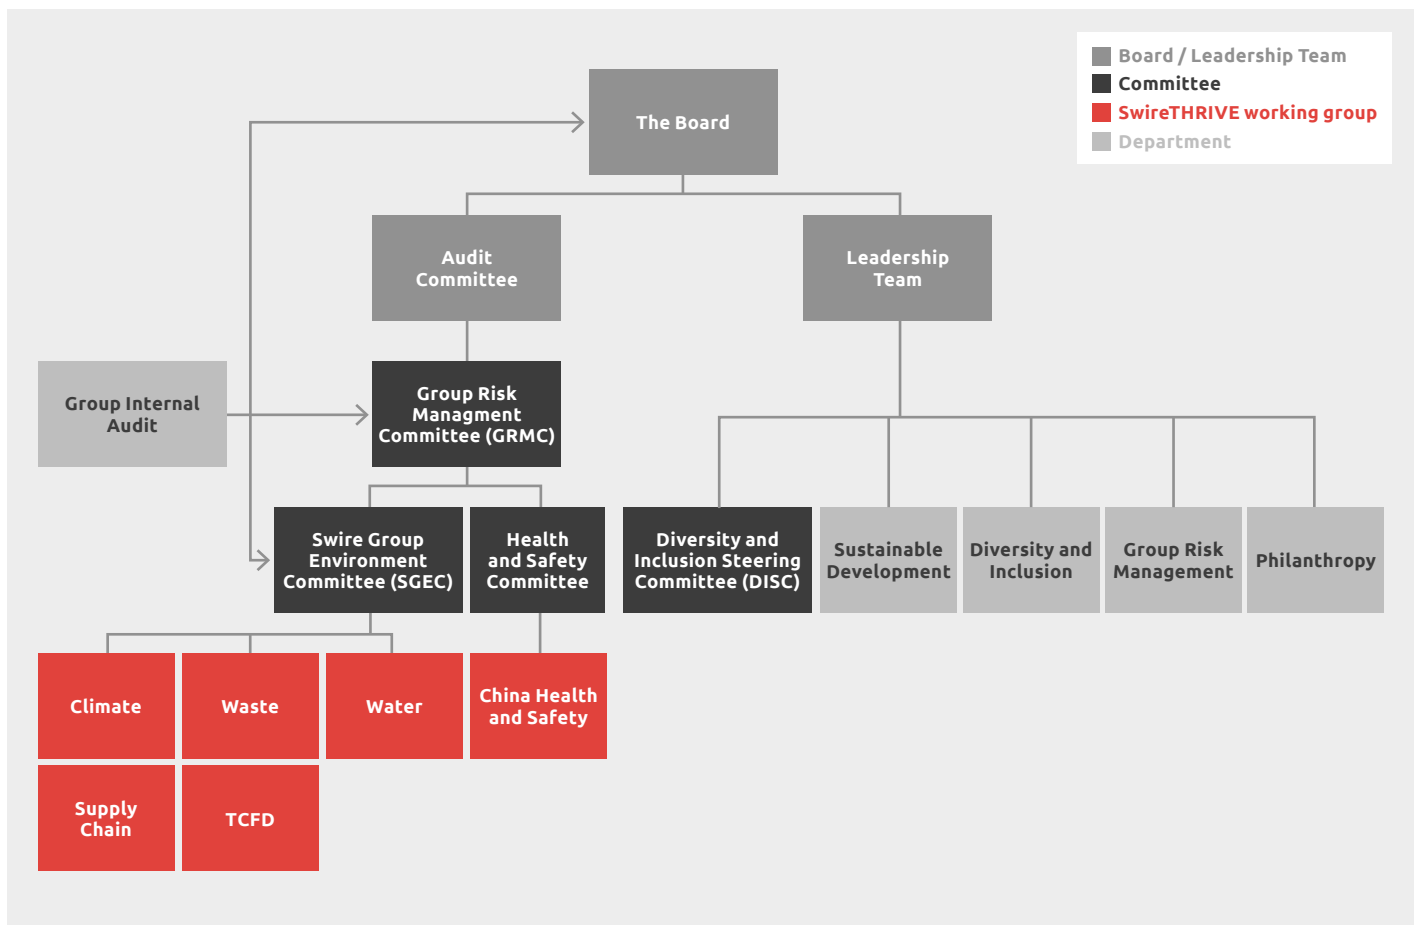 Board / Leadership Team
Committee
SwireTHRIVE working group
Department
The Board
Audit
Committee
Leadership
Team
Group Internal
Audit
Group Risk
Managment
Committee (GRMC)
Swire Group
Environment
Committee (SGEC)
Health
and Safety
Committee
Diversity and
Inclusion Steering
Committee (DISC)
Sustainable
Development
Diversity and
Inclusion
Group Risk
Management
Philanthropy
Climate
Waste
Water
China Health
and Safety
Supply
Chain
TCFD